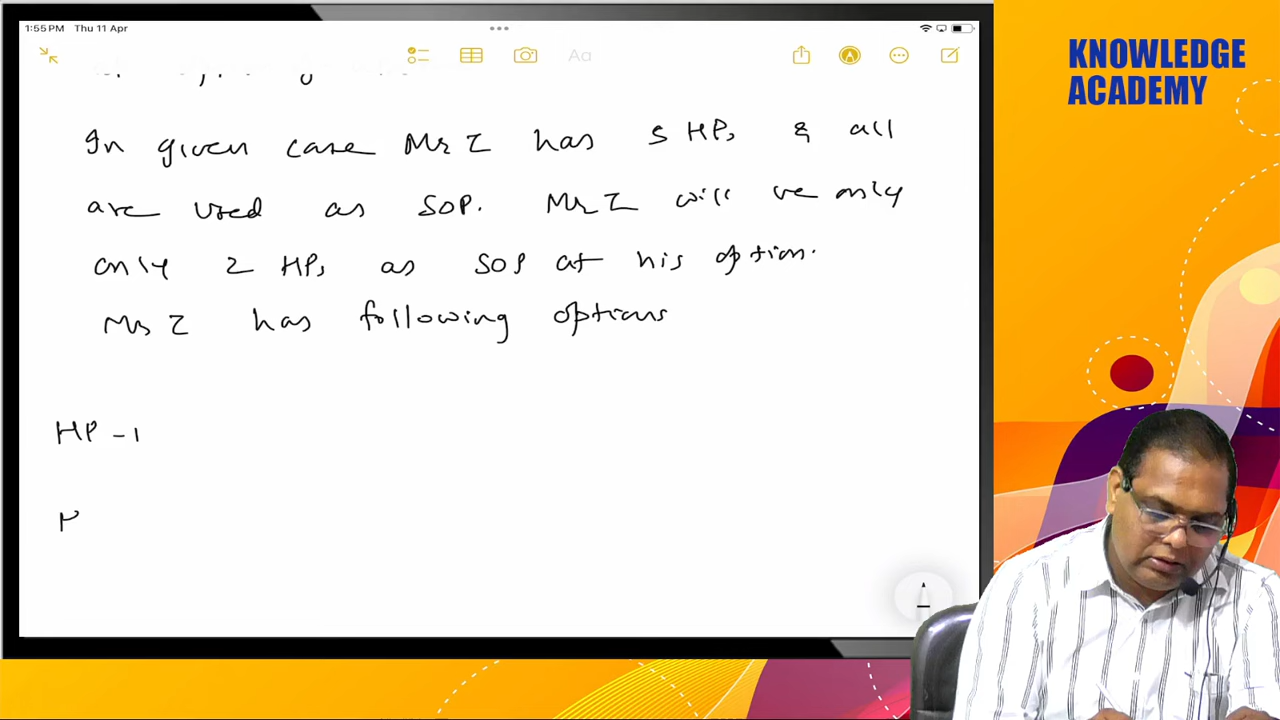 1:55 PM Thu 11 Apr
Aa
KNOWLEDGE
ACADEMY
In given case Mr Z has 5 HPs & all
are used as SOP. Mr Z will only
only 2 HPs as SOP at his option.
Mr Z has following options
HP - 1